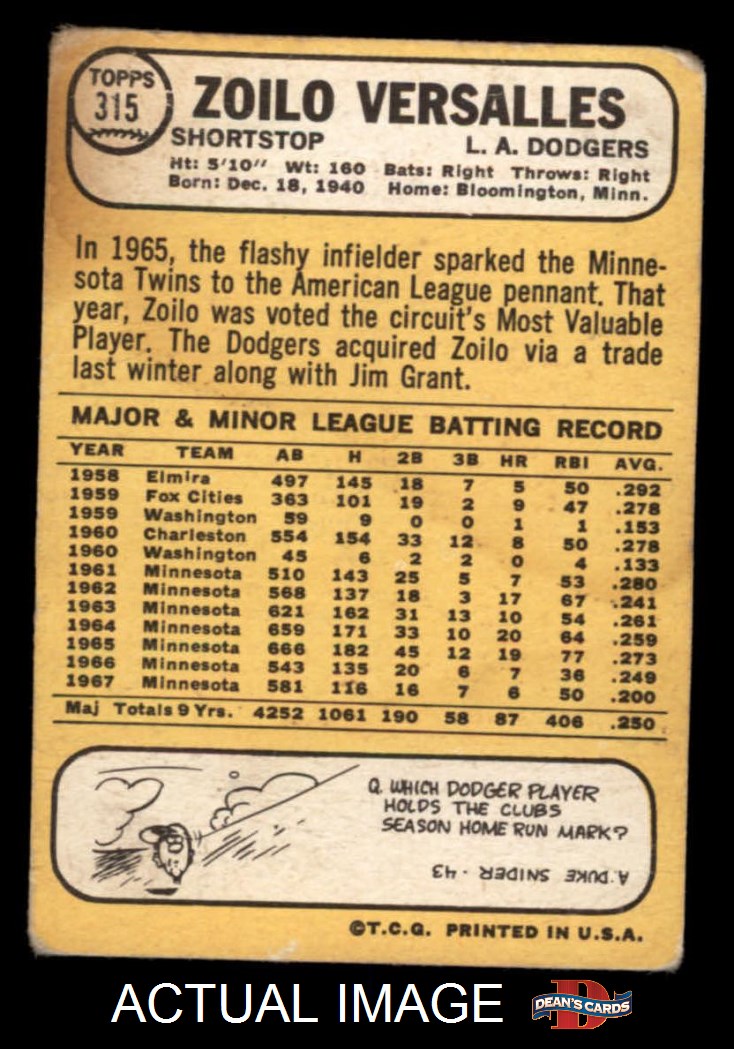 TOPPS
315
ZOILO VERSALLES
SHORTSTOP L. A. DODGERS
Ht: 5'10" Wt: 160 Bats: Right Throws: Right
Born: Dec. 18, 1940 Home: Bloomington, Minn.
In 1965, the flashy infielder sparked the Minne-
sota Twins to the American League pennant. That
year, Zoilo was voted the circuit's Most Valuable
Player. The Dodgers acquired Zoilo via a trade
last winter along with Jim Grant.
MAJOR & MINOR LEAGUE BATTING RECORD
YEAR TEAM AB H 2B 3B HR RBI AVG.
1958 Elmira 497 145 18 7 5 50 .292
1959 Fox Cities 363 101 19 2 9 47 .278
1959 Washington 59 9 0 0 1 1 .153
1960 Charleston 554 154 33 12 8 50 .278
1960 Washington 45 6 2 2 0 4 .133
1961 Minnesota 510 143 25 5 7 53 .280
1962 Minnesota 568 137 18 3 17 67 .241
1963 Minnesota 621 162 31 13 10 54 .261
1964 Minnesota 659 171 33 10 20 64 .259
1965 Minnesota 666 182 45 12 19 77 .273
1966 Minnesota 543 135 20 6 7 36 .249
1967 Minnesota 581 116 16 7 6 50 .200
Maj Totals 9 Yrs. 4252 1061 190 58 87 406 .250
Q. WHICH DODGER PLAYER
HOLDS THE CLUBS
SEASON HOME RUN MARK?
A. DUKE SNIDER - 43
©T.C.G. PRINTED IN U.S.A.
ACTUAL IMAGE
DEAN'S CARDS